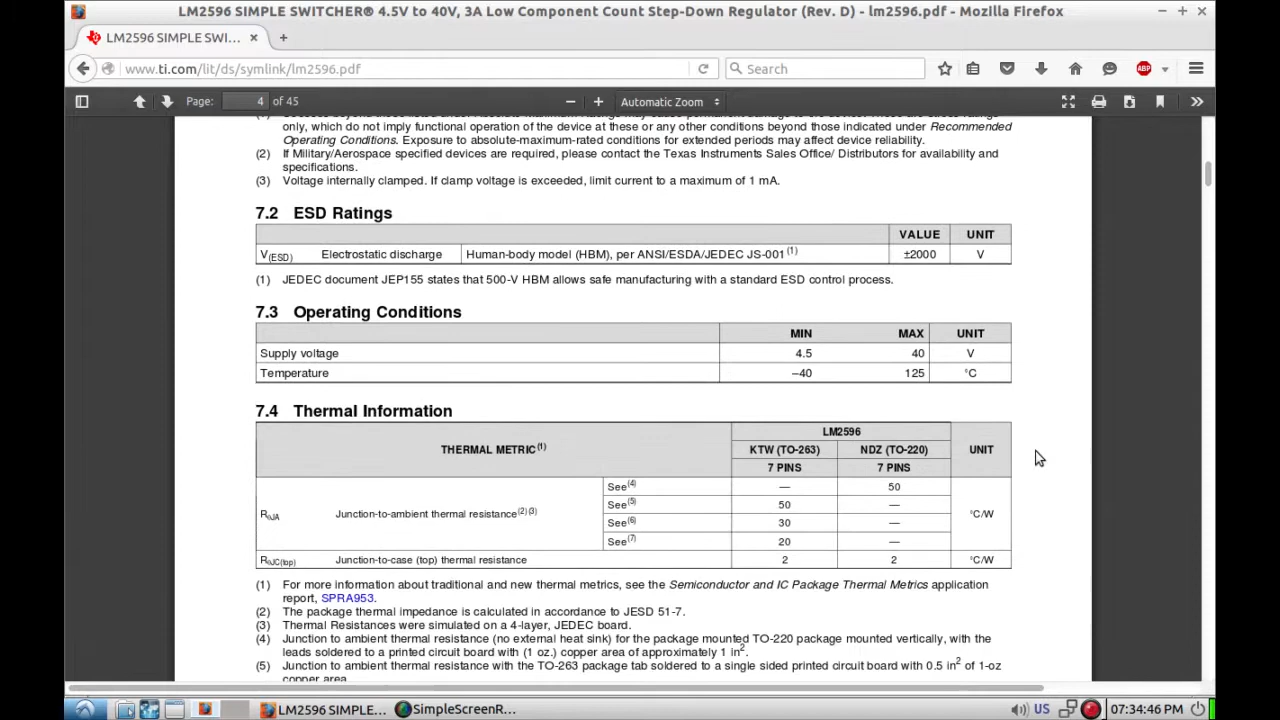 LM2596 SIMPLE SWITCHER® 4.5V to 40V, 3A Low Component Count Step-Down Regulator (Rev. D) - lm2596.pdf - Mozilla Firefox
LM2596 SIMPLE SWI...
www.ti.com/lit/ds/symlink/lm2596.pdf
Search
ABP
Page: 4 of 45
Automatic Zoom
only, which do not imply functional operation of the device at these or any other conditions beyond those indicated under Recommended
Operating Conditions. Exposure to absolute-maximum-rated conditions for extended periods may affect device reliability.
(2) If Military/Aerospace specified devices are required, please contact the Texas Instruments Sales Office/ Distributors for availability and
specifications.
(3) Voltage internally clamped. If clamp voltage is exceeded, limit current to a maximum of 1 mA.
7.2 ESD Ratings
VALUE UNIT
V(ESD) Electrostatic discharge Human-body model (HBM), per ANSI/ESDA/JEDEC JS-001(1) ±2000 V
(1) JEDEC document JEP155 states that 500-V HBM allows safe manufacturing with a standard ESD control process.
7.3 Operating Conditions
MIN MAX UNIT
Supply voltage 4.5 40 V
Temperature –40 125 °C
7.4 Thermal Information
THERMAL METRIC(1) LM2596 UNIT
KTW (TO-263) NDZ (TO-220)
7 PINS 7 PINS
RθJA Junction-to-ambient thermal resistance(2)(3) See(4) — 50 °C/W
See(5) 50 —
See(6) 30 —
See(7) 20 —
RθJC(top) Junction-to-case (top) thermal resistance 2 2 °C/W
(1) For more information about traditional and new thermal metrics, see the Semiconductor and IC Package Thermal Metrics application
report, SPRA953.
(2) The package thermal impedance is calculated in accordance to JESD 51-7.
(3) Thermal Resistances were simulated on a 4-layer, JEDEC board.
(4) Junction to ambient thermal resistance (no external heat sink) for the package mounted TO-220 package mounted vertically, with the
leads soldered to a printed circuit board with (1 oz.) copper area of approximately 1 in2.
(5) Junction to ambient thermal resistance with the TO-263 package tab soldered to a single sided printed circuit board with 0.5 in2 of 1-oz
copper area.
LM2596 SIMPLE... SimpleScreenR... US 07:34:46 PM